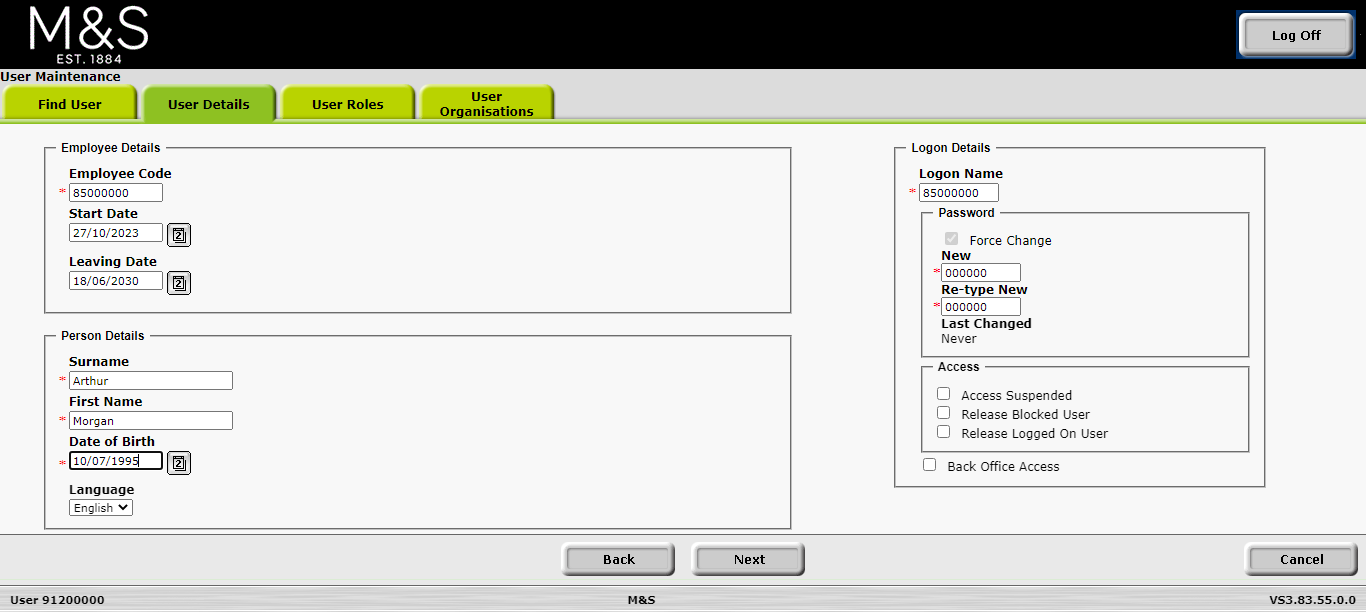 M&S
EST. 1884
Log Off
User Maintenance
Find User
User Details
User Roles
User
Organisations
Employee Details
Employee Code
* 85000000
Start Date
27/10/2023
2
Leaving Date
18/06/2030
2
Person Details
Surname
* Arthur
First Name
* Morgan
Date of Birth
* 10/07/1995
2
Language
English
Logon Details
Logon Name
* 85000000
Password
Force Change
New
* 000000
Re-type New
* 000000
Last Changed
Never
Access
Access Suspended
Release Blocked User
Release Logged On User
Back Office Access
Back
Next
Cancel
User 91200000
M&S
VS3.83.55.0.0